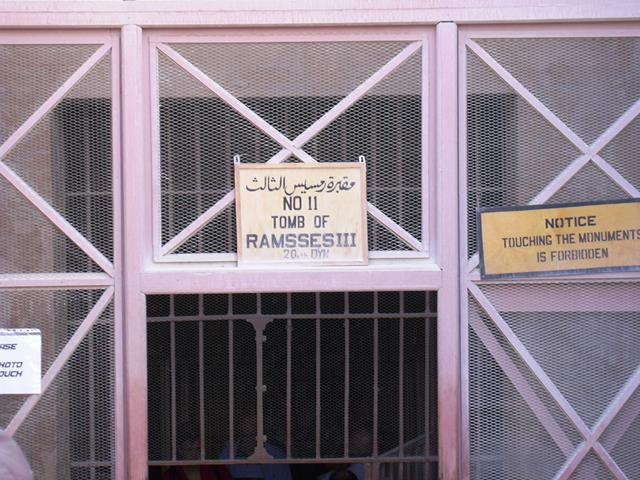 مقبرة رمسيس الثالث
NO 11
TOMB OF
RAMSSES III
20TH DYN
NOTICE
TOUCHING THE MONUMENTS
IS FORBIDDEN